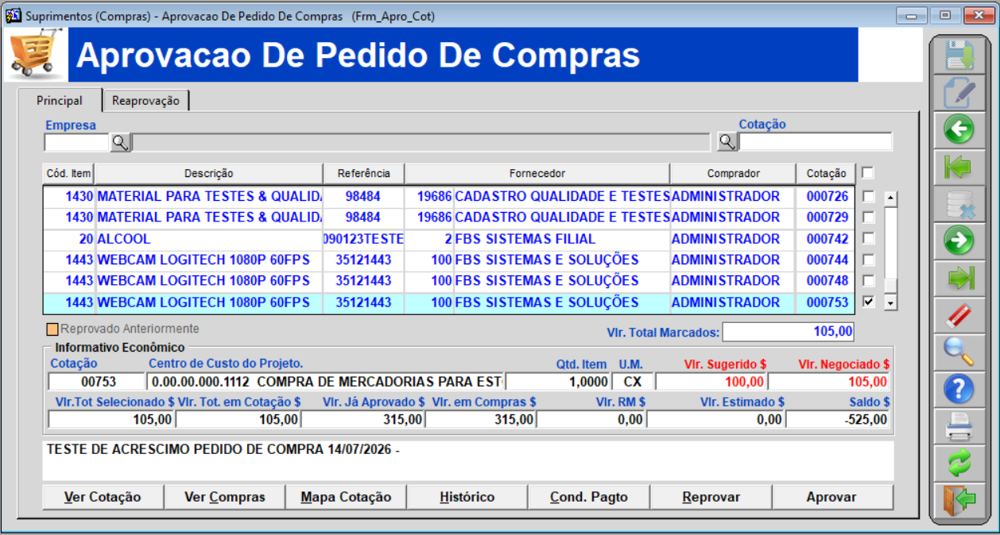 Suprimentos (Compras) - Aprovacao De Pedido De Compras (Frm_Apro_Cot)
Aprovacao De Pedido De Compras
Principal Reaprovação
Empresa Cotação
Cód. Item Descrição Referência Fornecedor Comprador Cotação
1430 MATERIAL PARA TESTES & QUALID 98484 19686 CADASTRO QUALIDADE E TESTES ADMINISTRADOR 000726
1430 MATERIAL PARA TESTES & QUALID 98484 19686 CADASTRO QUALIDADE E TESTES ADMINISTRADOR 000729
20 ALCOOL 090123TESTE 2 FBS SISTEMAS FILIAL ADMINISTRADOR 000742
1443 WEBCAM LOGITECH 1080P 60FPS 35121443 100 FBS SISTEMAS E SOLUÇÕES ADMINISTRADOR 000744
1443 WEBCAM LOGITECH 1080P 60FPS 35121443 100 FBS SISTEMAS E SOLUÇÕES ADMINISTRADOR 000748
1443 WEBCAM LOGITECH 1080P 60FPS 35121443 100 FBS SISTEMAS E SOLUÇÕES ADMINISTRADOR 000753
Reprovado Anteriormente Vlr. Total Marcados: 105,00
Informativo Econômico
Cotação Centro de Custo do Projeto. Qtd. Item U.M. Vlr. Sugerido $ Vlr. Negociado $
00753 0.00.00.000.1112 COMPRA DE MERCADORIAS PARA EST 1,0000 CX 100,00 105,00
Vlr.Tot Selecionado $ Vlr. Tot. em Cotação $ Vlr. Já Aprovado $ Vlr. em Compras $ Vlr. RM $ Vlr. Estimado $ Saldo $
105,00 105,00 315,00 315,00 0,00 0,00 -525,00
TESTE DE ACRESCIMO PEDIDO DE COMPRA 14/07/2026 -
Ver Cotação Ver Compras Mapa Cotação Histórico Cond. Pagto Reprovar Aprovar